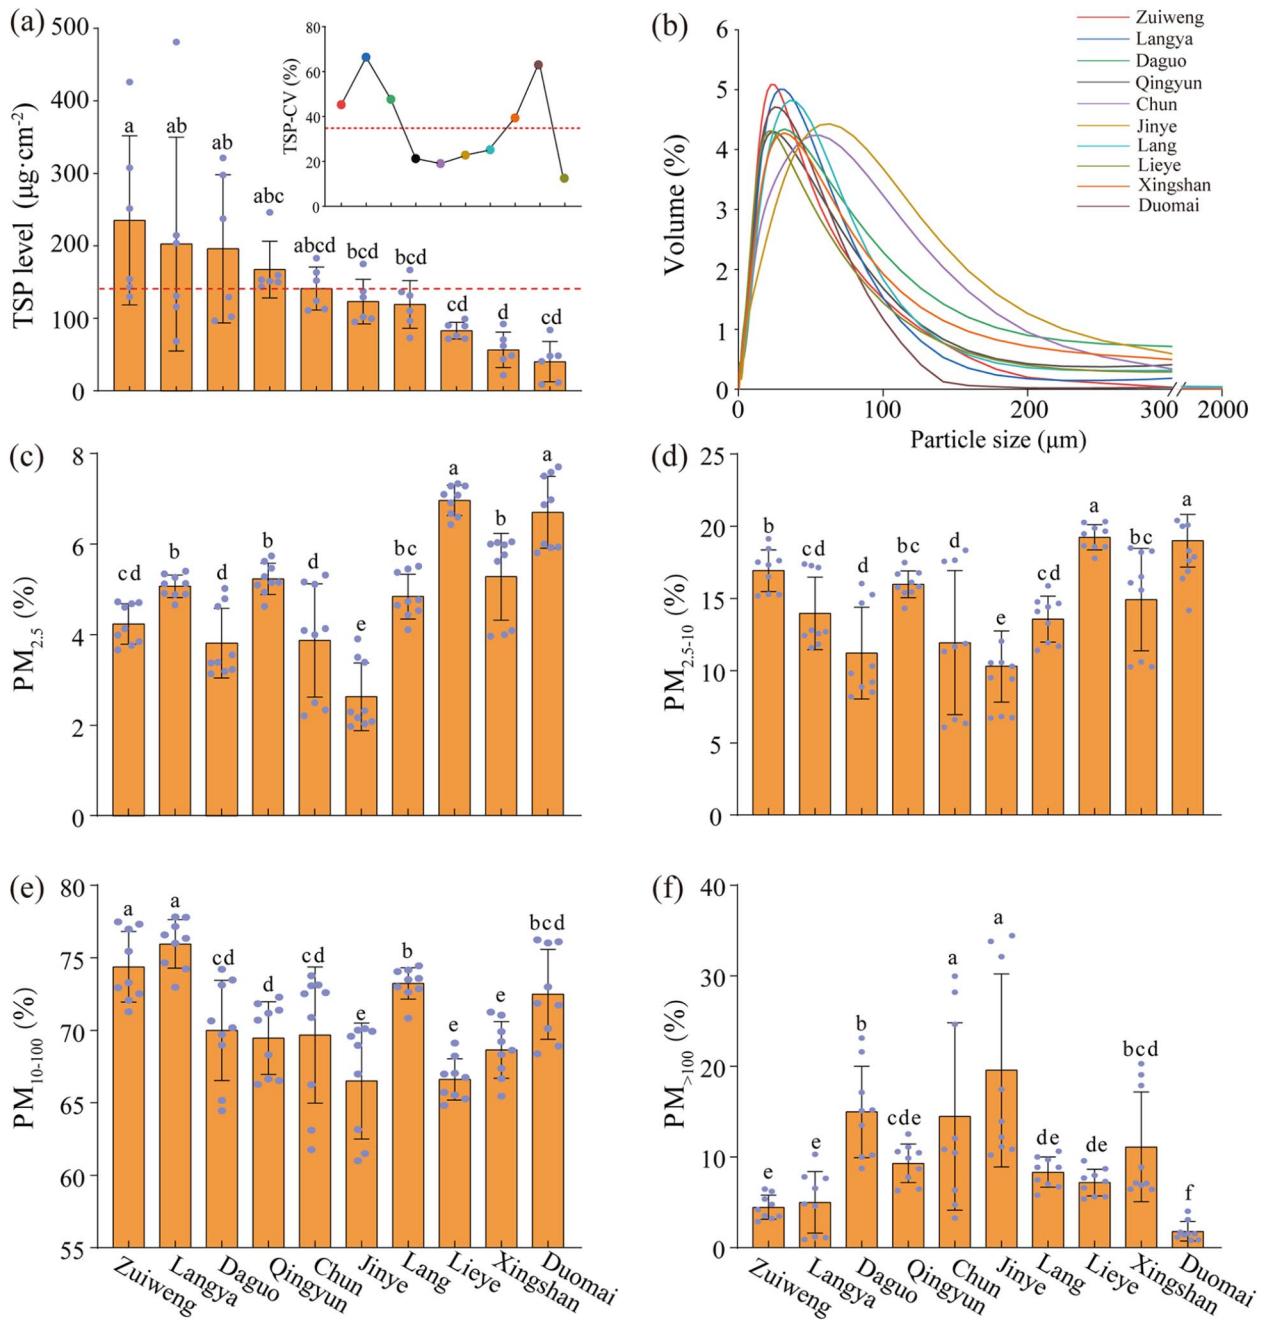 (a)
TSP level (μg·cm-2)
500
400
300
200
100
0
a
ab
ab
abc
abcd
bcd
bcd
cd
d
cd
TSP-CV (%)
80
60
40
20
0
(b)
Volume (%)
6
5
4
3
2
1
0
0
100
200
300
2000
Particle size (μm)
Zuiweng
Langya
Daguo
Qingyun
Chun
Jinye
Lang
Lieye
Xingshan
Duomai
(c)
PM2.5 (%)
8
6
4
2
0
cd
b
d
b
d
e
bc
a
b
a
(d)
PM2.5-10 (%)
25
20
15
10
5
0
b
cd
d
bc
d
e
cd
a
bc
a
(e)
PM10-100 (%)
80
75
70
65
60
55
a
a
cd
d
cd
e
b
e
e
bcd
Zuiweng
Langya
Daguo
Qingyun
Chun
Jinye
Lang
Lieye
Xingshan
Duomai
(f)
PM>100 (%)
40
30
20
10
0
e
e
b
cde
a
a
de
de
bcd
f
Zuiweng
Langya
Daguo
Qingyun
Chun
Jinye
Lang
Lieye
Xingshan
Duomai